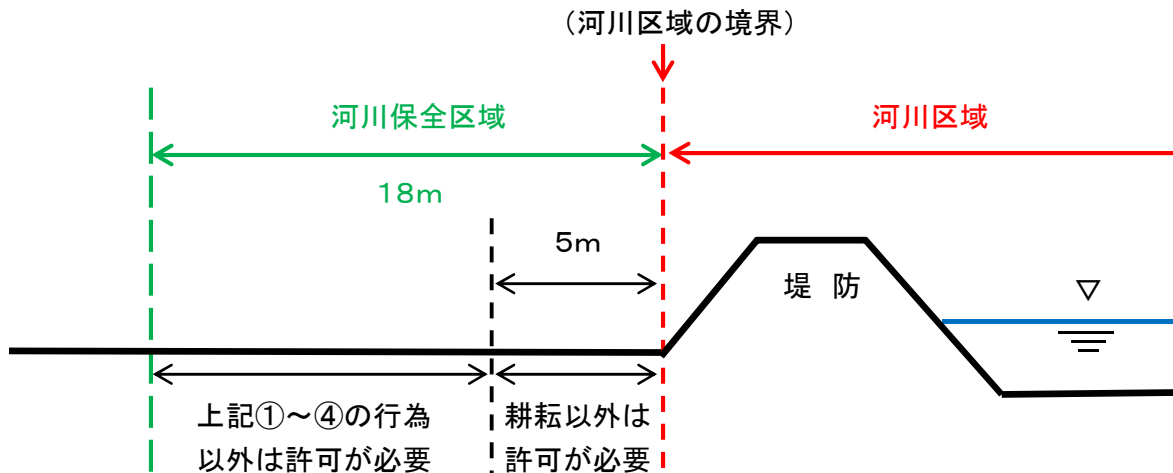 （河川区域の境界）
河川保全区域
河川区域
１８ｍ
５ｍ
堤　防
上記①～④の行為
以外は許可が必要
耕耘以外は
許可が必要